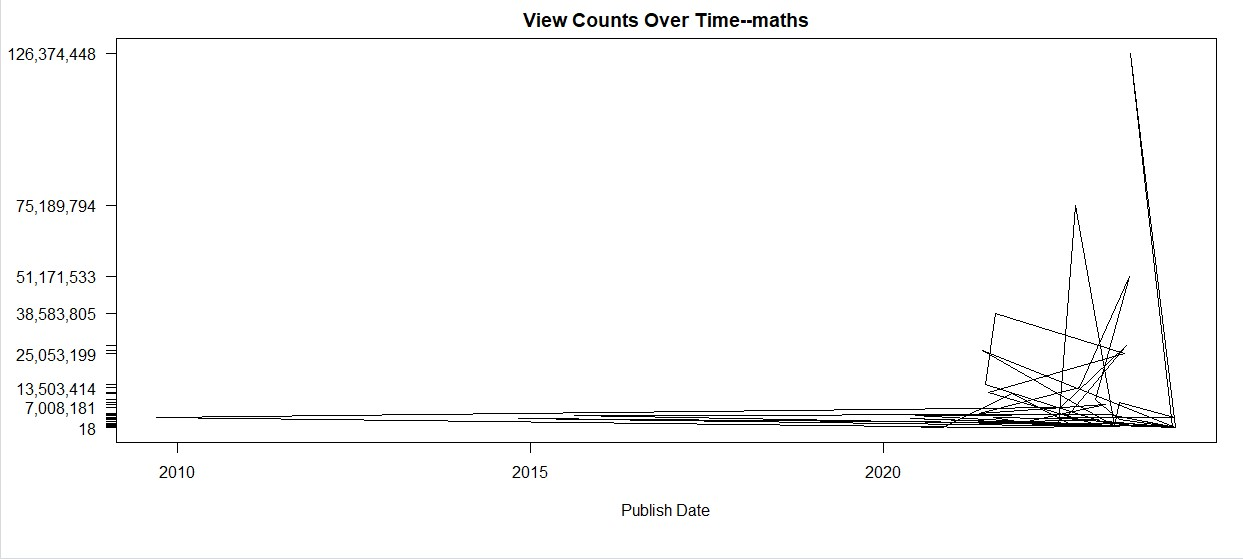 View Counts Over Time--maths
126,374,448
75,189,794
51,171,533
38,583,805
25,053,199
13,503,414
7,008,181
18
2010 2015 2020
Publish Date